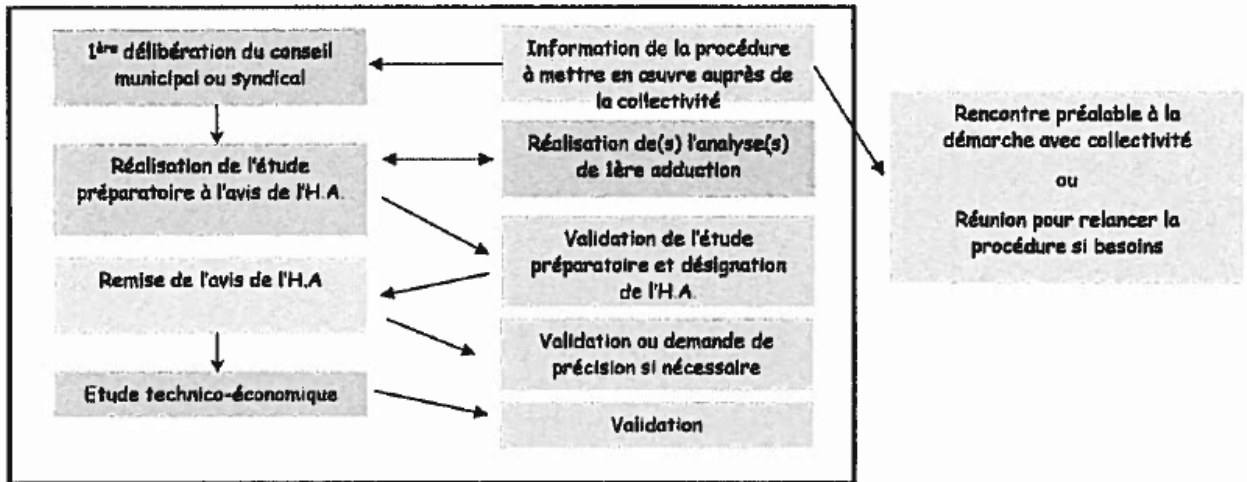 1ère délibération du conseil
municipal ou syndical
Information de la procédure
à mettre en œuvre auprès de
la collectivité
Rencontre préalable à la
démarche avec collectivité
ou
Réunion pour relancer la
procédure si besoins
Réalisation de l'étude
préparatoire à l'avis de l'H.A.
Réalisation de(s) l'analyse(s)
de 1ère adduction
Validation de l'étude
préparatoire et désignation
de l'H.A.
Remise de l'avis de l'H.A
Validation ou demande de
précision si nécessaire
Etude technico-économique
Validation